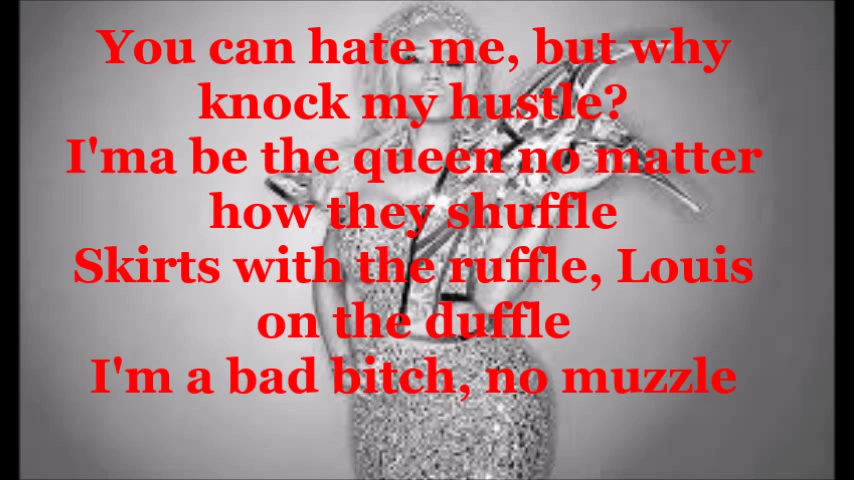 You can hate me, but why
knock my hustle?
I'ma be the queen no matter
how they shuffle
Skirts with the ruffle, Louis
on the duffle
I'm a bad bitch, no muzzle